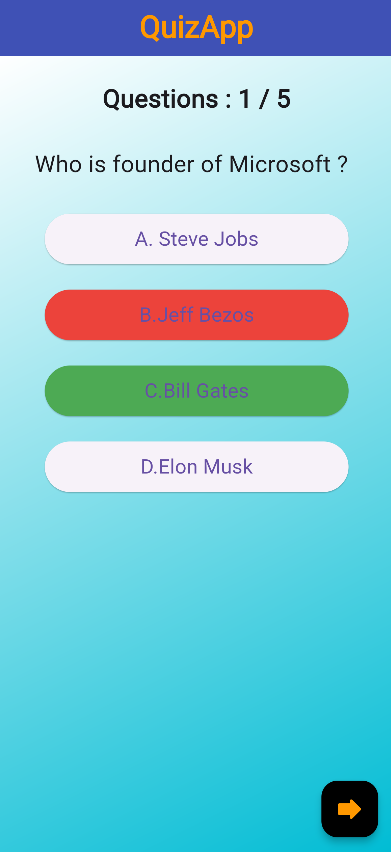 QuizApp
Questions : 1 / 5
Who is founder of Microsoft ?
A. Steve Jobs
B.Jeff Bezos
C.Bill Gates
D.Elon Musk